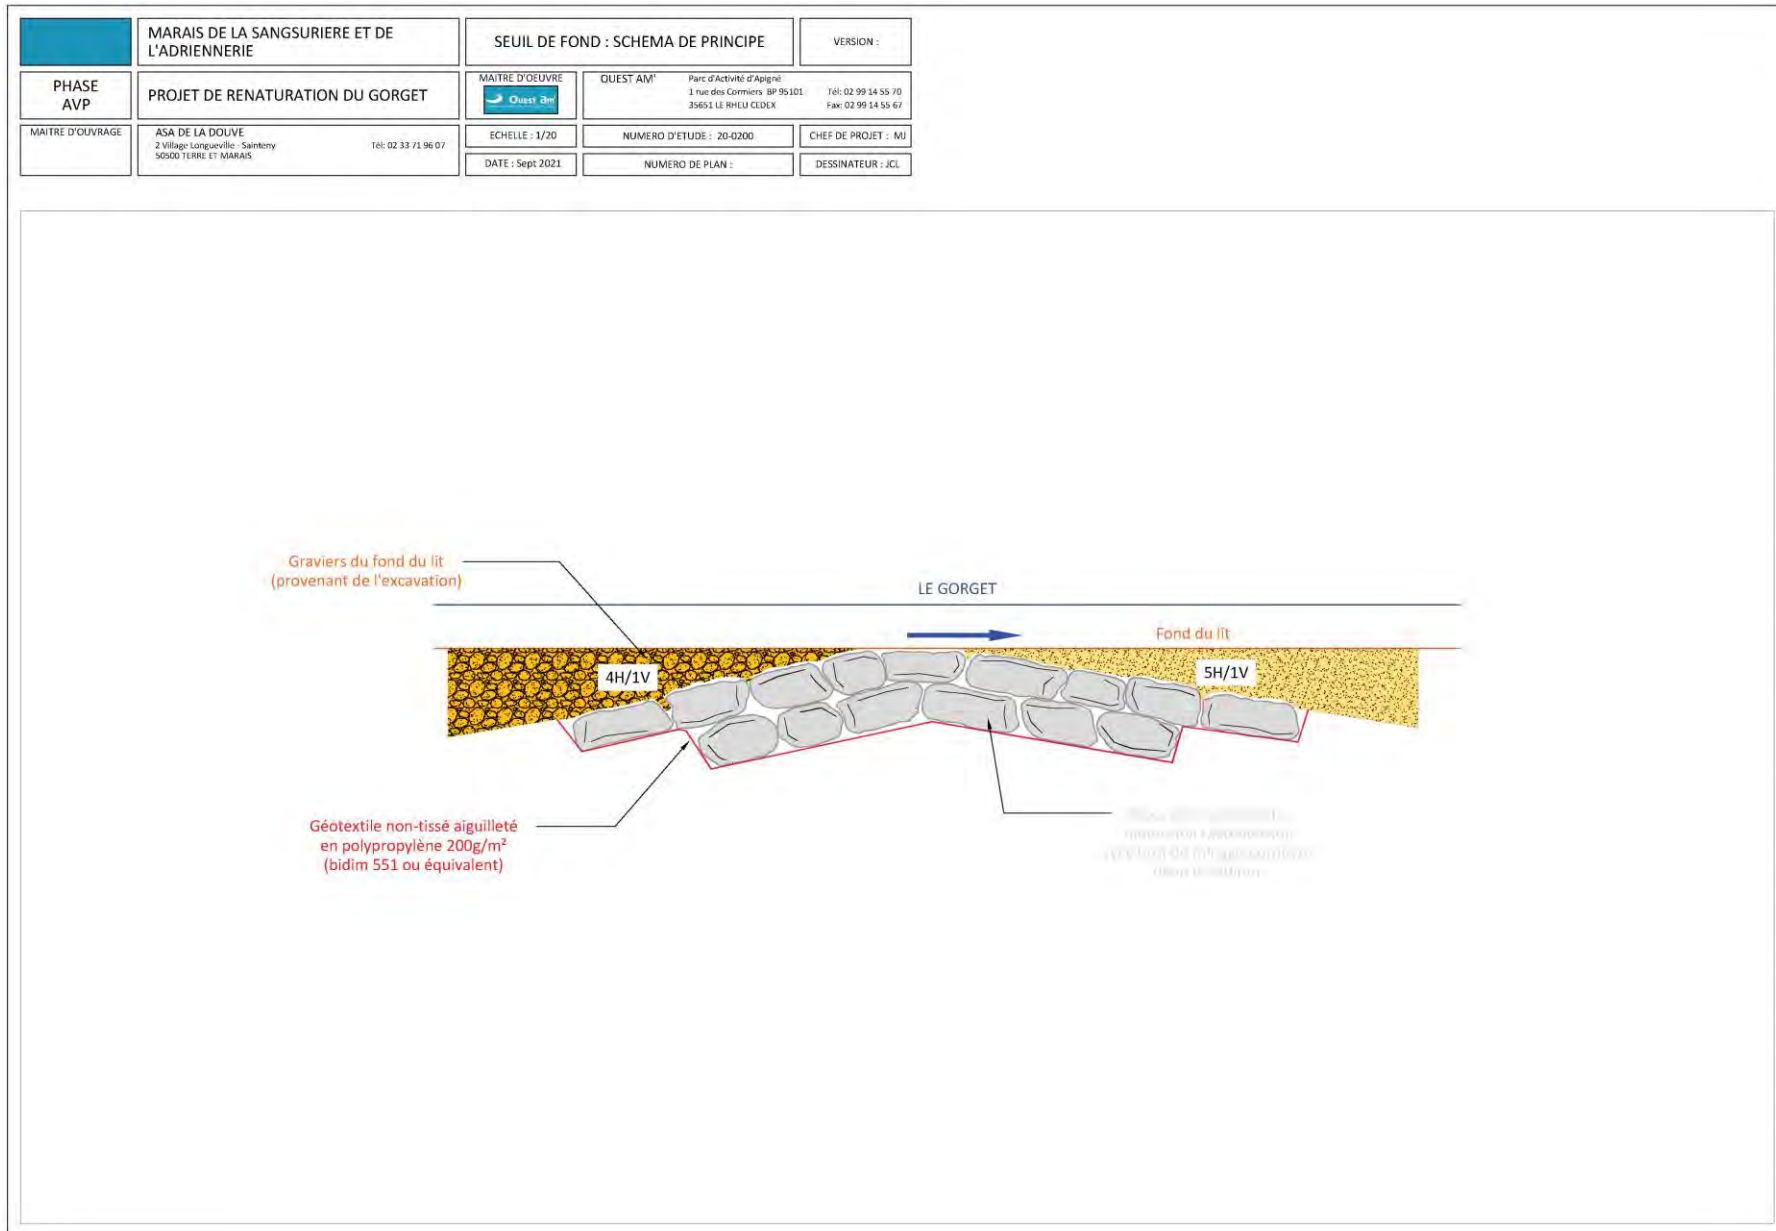 MARAIS DE LA SANGSURIERE ET DE
L'ADRIENNERIE
SEUIL DE FOND : SCHEMA DE PRINCIPE
VERSION :
PHASE
AVP
PROJET DE RENATURATION DU GORGET
MAITRE D'OEUVRE
Ouest am'
OUEST AM'
Parc d'Activité d'Apigné
1 rue des Cormiers BP 95101
35651 LE RHEU CEDEX
Tél: 02 99 14 55 70
Fax: 02 99 14 55 67
MAITRE D'OUVRAGE
ASA DE LA DOUVE
2 Village Longueville - Sainteny
50500 TERRE ET MARAIS
Tél: 02 33 71 96 07
ECHELLE : 1/20
NUMERO D'ETUDE : 20-0200
CHEF DE PROJET : MJ
DATE : Sept 2021
NUMERO DE PLAN :
DESSINATEUR : JCL
Graviers du fond du lit
(provenant de l'excavation)
LE GORGET
Fond du lit
4H/1V
5H/1V
Géotextile non-tissé aiguilleté
en polypropylène 200g/m²
(bidim 551 ou équivalent)